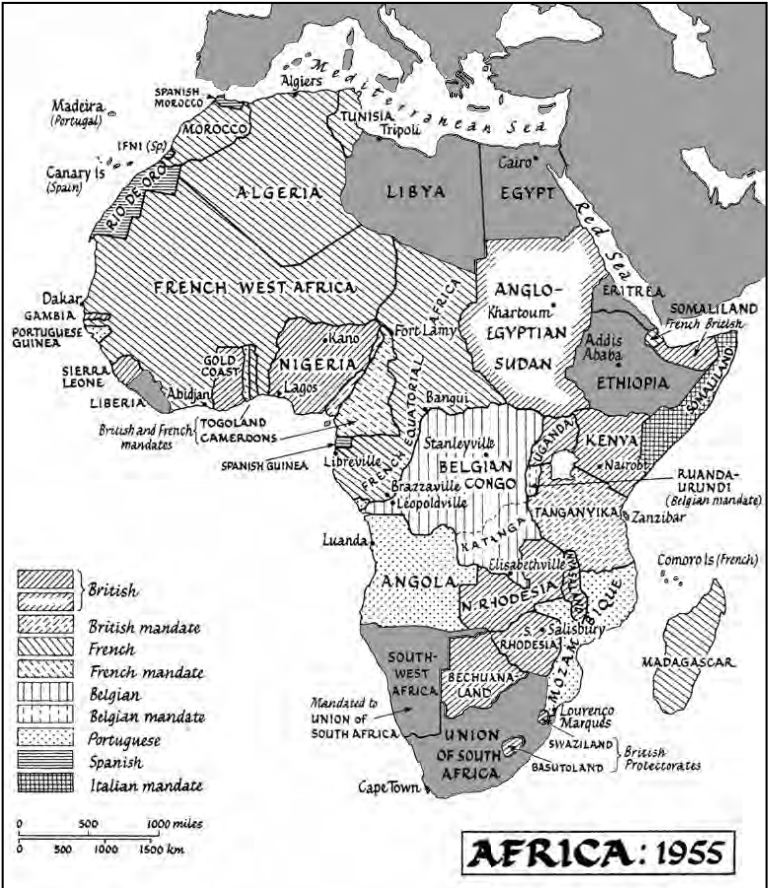 Mediterranean Sea
Algiers
SPANISH
MOROCCO
Madeira
(Portugal)
MOROCCO
TUNISIA
Tripoli
IFNI (Sp)
Canary Is
(Spain)
RIO DE ORO
ALGERIA
LIBYA
Cairo
EGYPT
Red Sea
FRENCH WEST AFRICA
Dakar
GAMBIA
PORTUGUESE
GUINEA
SIERRA
LEONE
LIBERIA
Abidjan
GOLD
COAST
NIGERIA
Kano
Lagos
Fort Lamy
FRENCH EQUATORIAL AFRICA
ANGLO-
Khartoum
EGYPTIAN
SUDAN
ERITREA
SOMALILAND
French British
Addis
Ababa
ETHIOPIA
SOMALILAND
British and French
mandates
TOGOLAND
CAMEROONS
SPANISH GUINEA
Libreville
Bangui
Stanleyville
BELGIAN
CONGO
Brazzaville
Léopoldville
UGANDA
KENYA
Nairobi
RUANDA-
URUNDI
(Belgian mandate)
TANGANYIKA
Zanzibar
KATANGA
Luanda
ANGOLA
Elisabethville
N. RHODESIA
NYASALAND
Comoro Is (French)
MADAGASCAR
MOZAMBIQUE
S.
RHODESIA
Salisbury
SOUTH-
WEST
AFRICA
BECHUANA-
LAND
Mandated to
UNION OF
SOUTH AFRICA
UNION
OF SOUTH
AFRICA
Lourenço
Marques
SWAZILAND
BASUTOLAND
British
Protectorates
Cape Town
British
British mandate
French
French mandate
Belgian
Belgian mandate
Portuguese
Spanish
Italian mandate
0 500 1000 miles
0 500 1000 1500 km
AFRICA: 1955